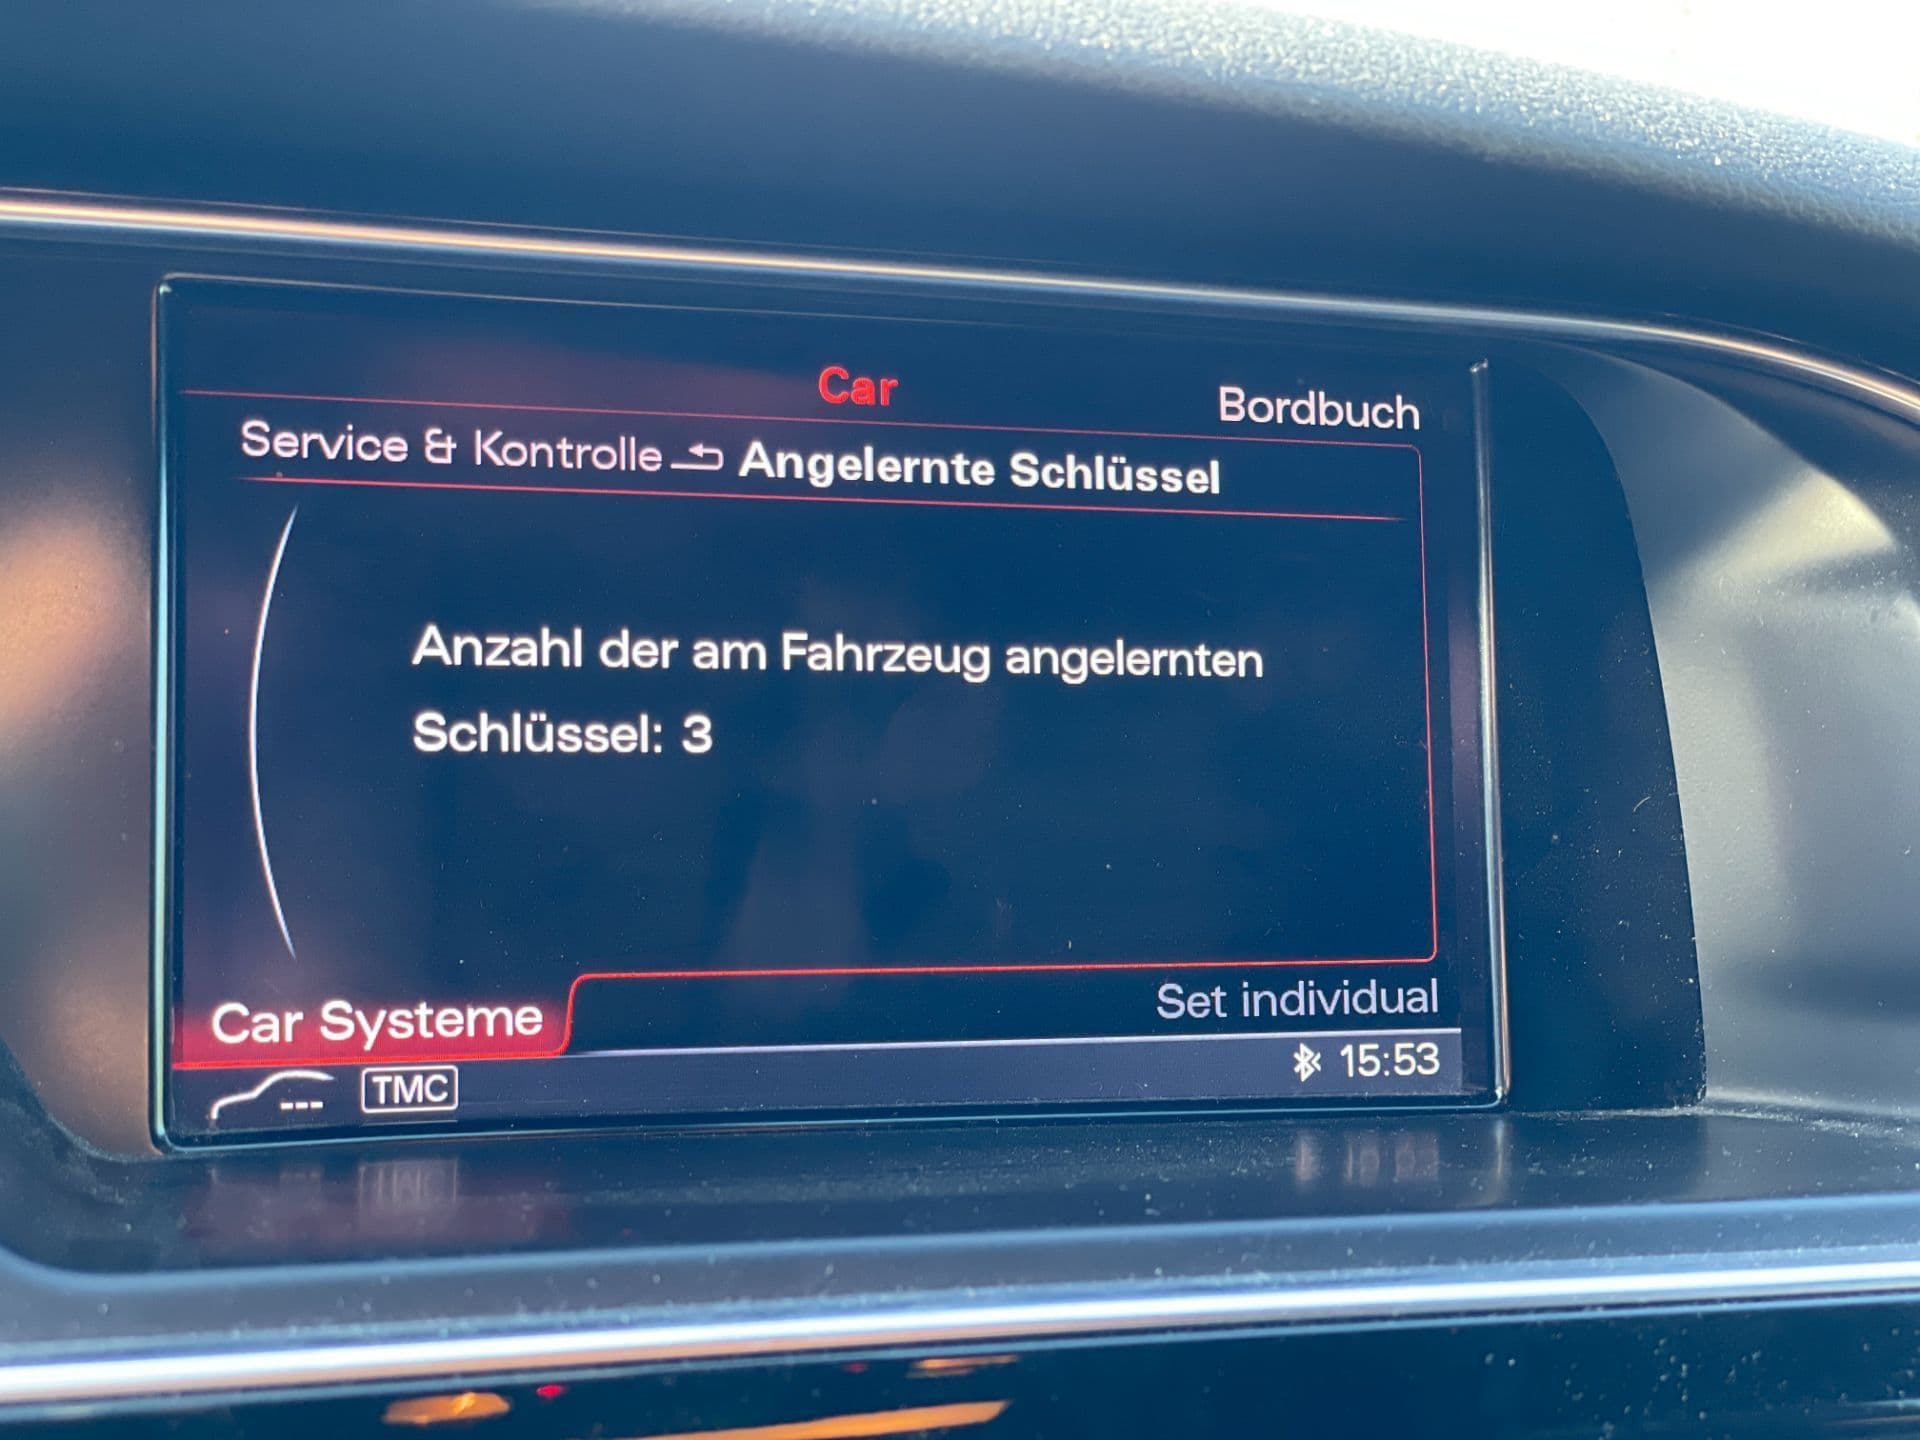 Car
Bordbuch
Service & Kontrolle Angelernte Schlüssel
Anzahl der am Fahrzeug angelernten
Schlüssel: 3
Car Systeme
Set individual
TMC
15:53